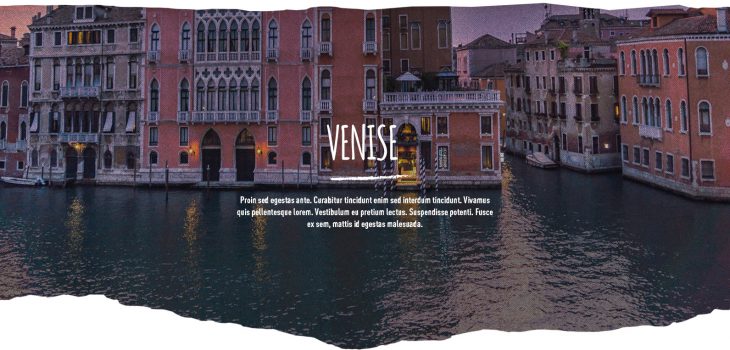 VENISE
Proin sed egestas ante. Curabitur tincidunt enim sed interdum tincidunt. Vivamus
quis pellentesque lorem. Vestibulum eu pretium lectus. Suspendisse potenti. Fusce
ex sem, mattis id egestas malesuada.